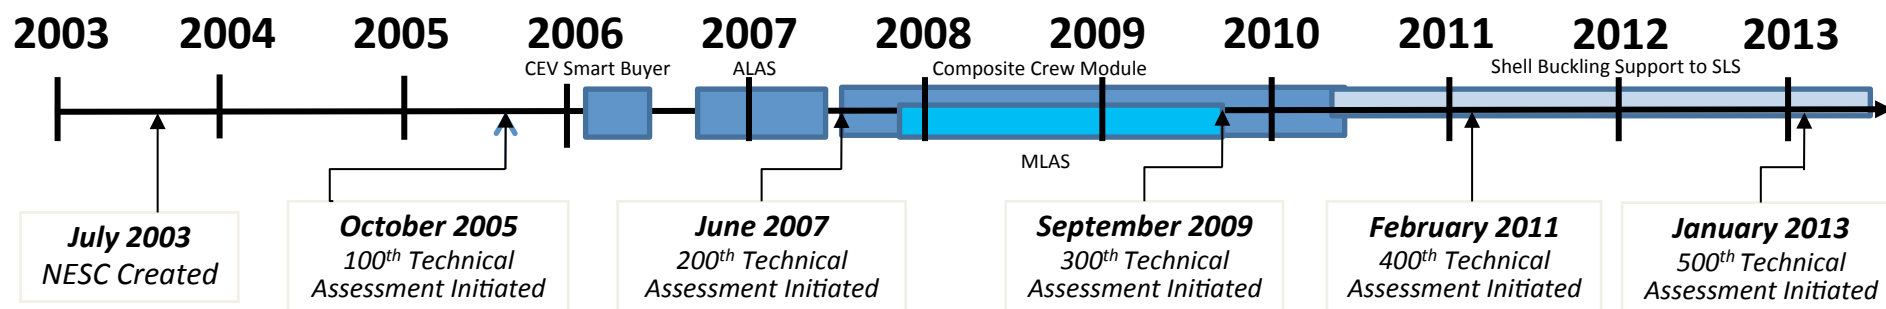 2003 2004 2005 2006 2007 2008 2009 2010 2011 2012 2013
CEV Smart Buyer ALAS Composite Crew Module Shell Buckling Support to SLS
MLAS
July 2003
NESC Created
October 2005
100th Technical
Assessment Initiated
June 2007
200th Technical
Assessment Initiated
September 2009
300th Technical
Assessment Initiated
February 2011
400th Technical
Assessment Initiated
January 2013
500th Technical
Assessment Initiated